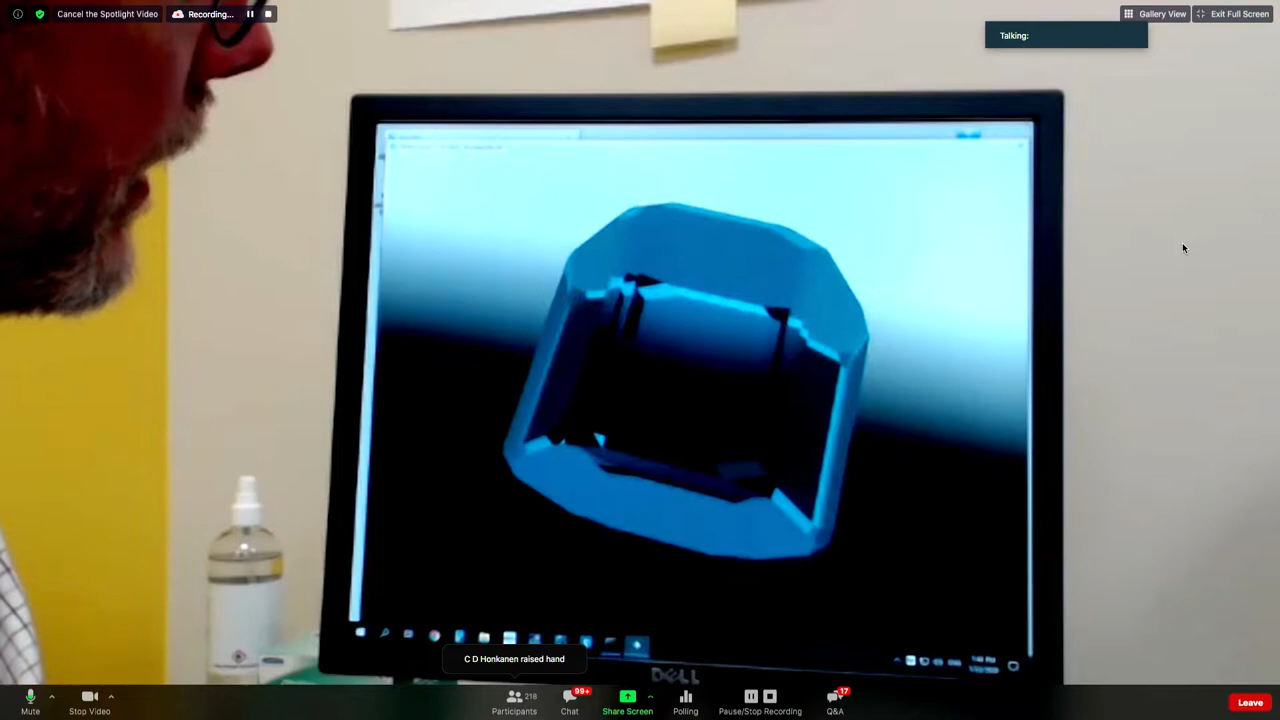 Cancel the Spotlight Video
Recording...
Gallery View
Exit Full Screen
Talking:
DELL
C D Honkanen raised hand
Mute
Stop Video
218
Participants
99+
Chat
Share Screen
Polling
Pause/Stop Recording
17
Q&A
Leave